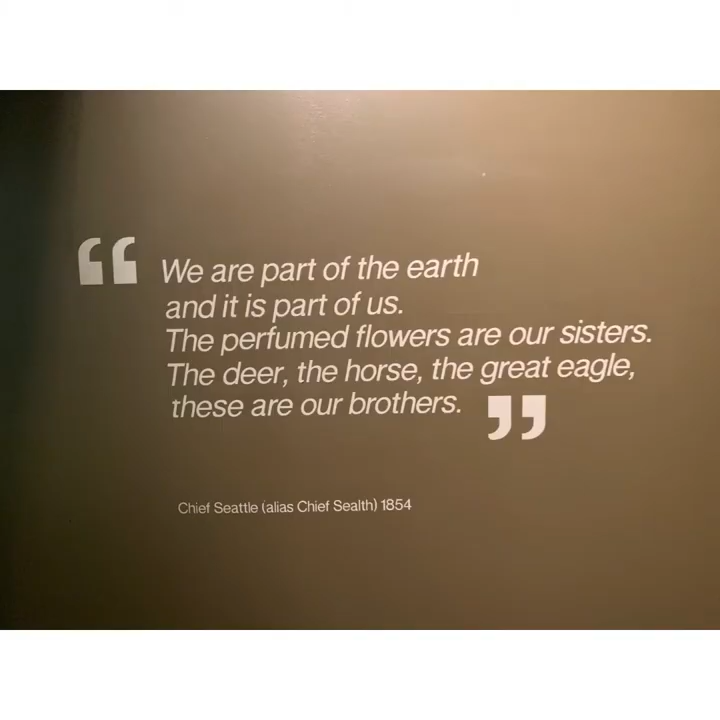 “ We are part of the earth
and it is part of us.
The perfumed flowers are our sisters.
The deer, the horse, the great eagle,
these are our brothers. ”
Chief Seattle (alias Chief Sealth) 1854